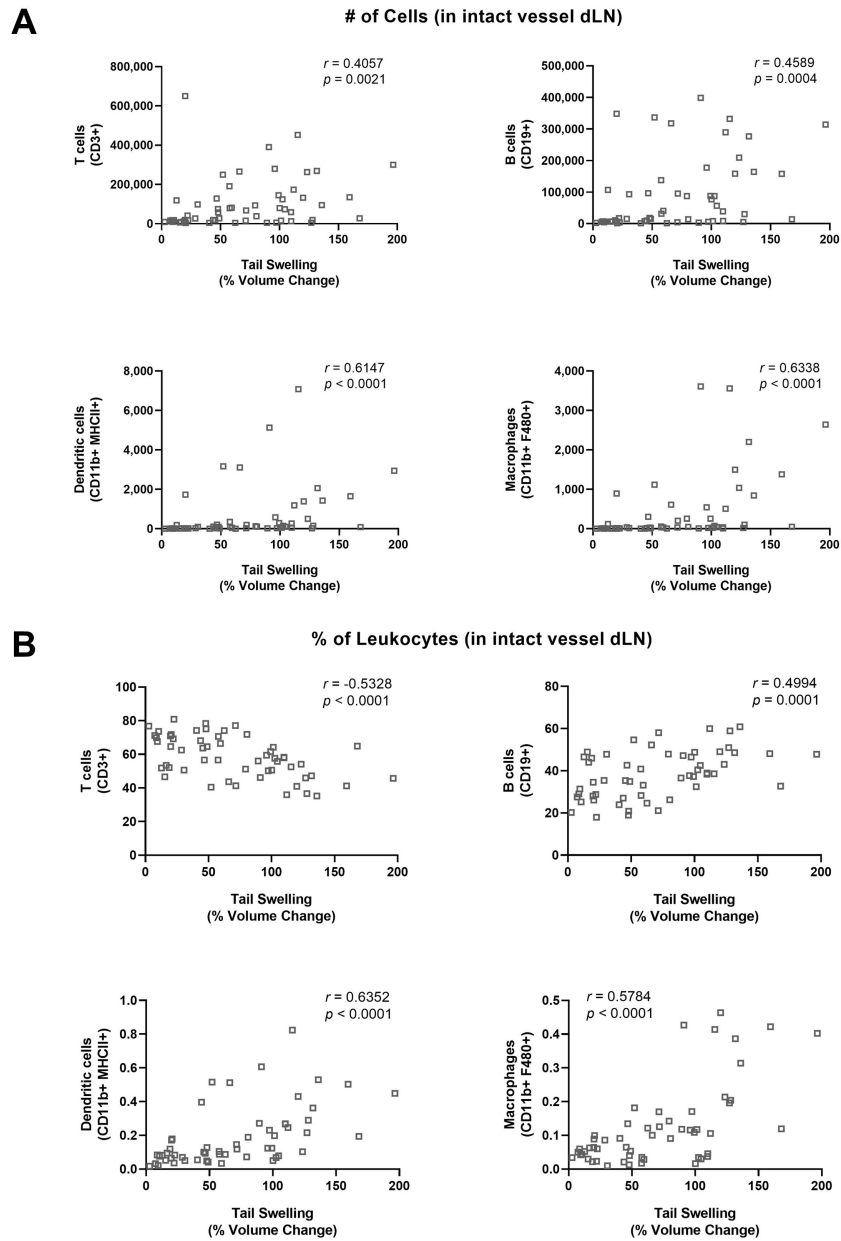 A
# of Cells (in intact vessel dLN)
T cells
(CD3+)
800,000
600,000
400,000
200,000
0
r = 0.4057
p = 0.0021
0
50
100
150
200
Tail Swelling
(% Volume Change)
B cells
(CD19+)
500,000
400,000
300,000
200,000
100,000
0
r = 0.4589
p = 0.0004
0
50
100
150
200
Tail Swelling
(% Volume Change)
Dendritic cells
(CD11b+ MHCII+)
8,000
6,000
4,000
2,000
0
r = 0.6147
p < 0.0001
0
50
100
150
200
Tail Swelling
(% Volume Change)
Macrophages
(CD11b+ F480+)
4,000
3,000
2,000
1,000
0
r = 0.6338
p < 0.0001
0
50
100
150
200
Tail Swelling
(% Volume Change)
B
% of Leukocytes (in intact vessel dLN)
T cells
(CD3+)
100
80
60
40
20
0
r = -0.5328
p < 0.0001
0
50
100
150
200
Tail Swelling
(% Volume Change)
B cells
(CD19+)
80
60
40
20
0
r = 0.4994
p = 0.0001
0
50
100
150
200
Tail Swelling
(% Volume Change)
Dendritic cells
(CD11b+ MHCII+)
1.0
0.8
0.6
0.4
0.2
0.0
r = 0.6352
p < 0.0001
0
50
100
150
200
Tail Swelling
(% Volume Change)
Macrophages
(CD11b+ F480+)
0.5
0.4
0.3
0.2
0.1
0.0
r = 0.5784
p < 0.0001
0
50
100
150
200
Tail Swelling
(% Volume Change)